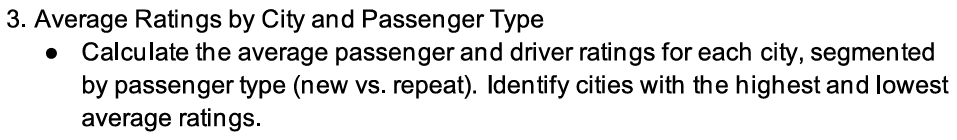 3. Average Ratings by City and Passenger Type
● Calculate the average passenger and driver ratings for each city, segmented
by passenger type (new vs. repeat). Identify cities with the highest and lowest
average ratings.